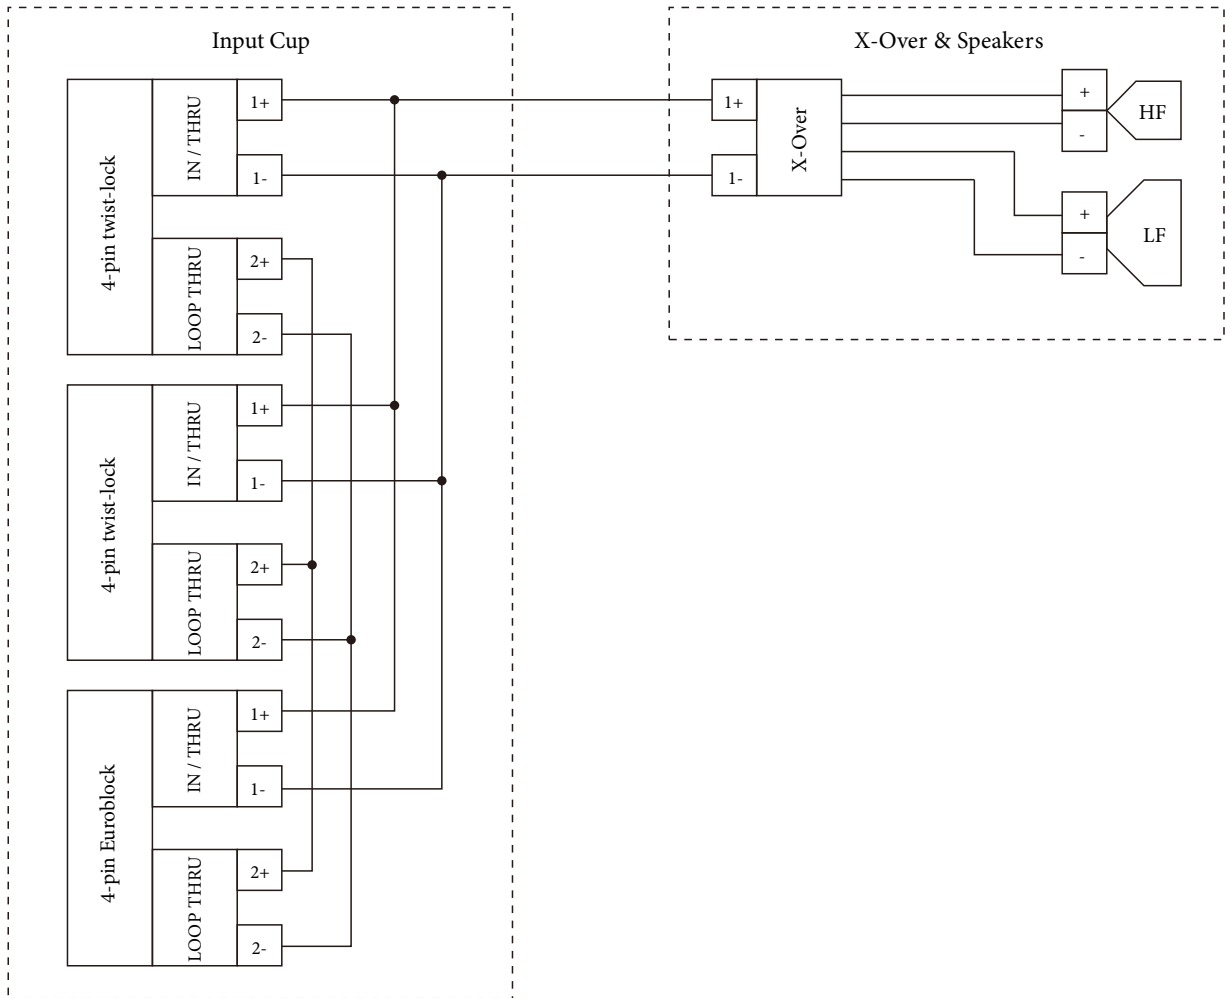 Input Cup
4-pin twist-lock
IN / THRU
1+
1-
LOOP THRU
2+
2-
4-pin twist-lock
IN / THRU
1+
1-
LOOP THRU
2+
2-
4-pin Euroblock
IN / THRU
1+
1-
LOOP THRU
2+
2-
X-Over & Speakers
1+
1-
X-Over
+
-
HF
+
-
LF